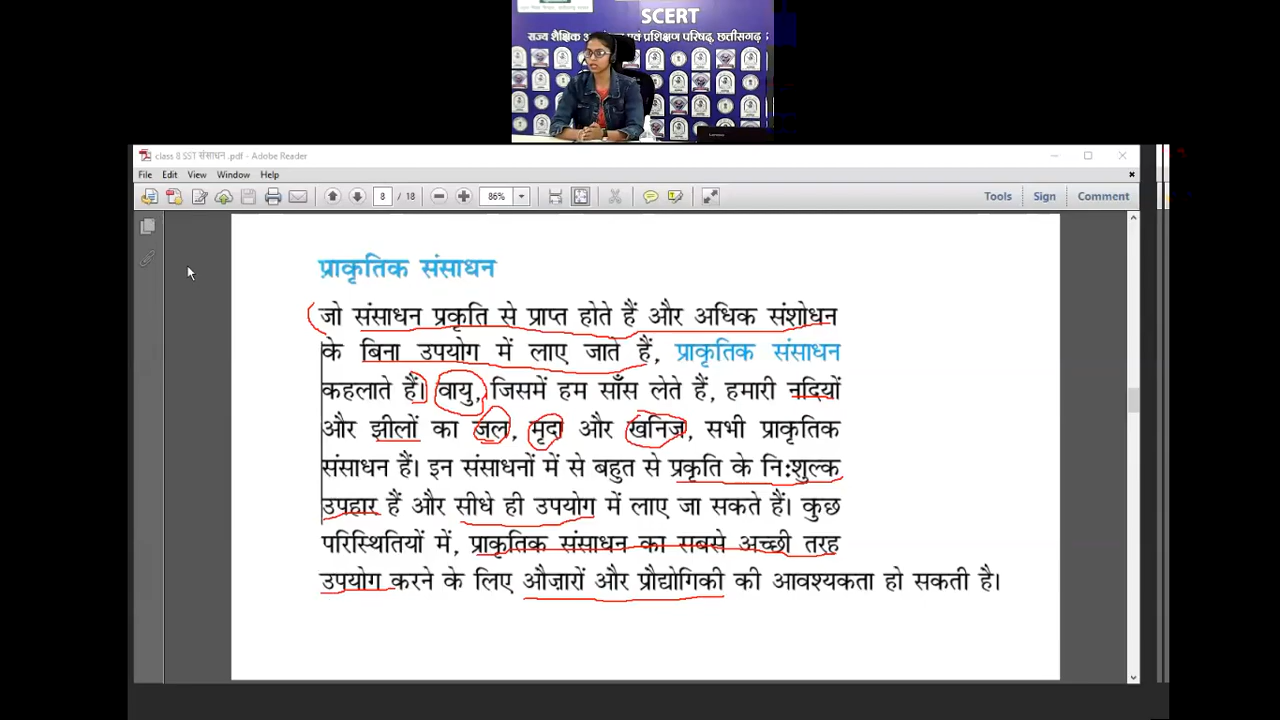 SCERT
राज्य शैक्षिक अ एवं प्रशिक्षण परिषद्, छत्तीसगढ़
class 8 SST संसाधन .pdf - Adobe Reader
File Edit View Window Help
8 / 18 86% Tools Sign Comment
प्राकृतिक संसाधन
जो संसाधन प्रकृति से प्राप्त होते हैं और अधिक संशोधन
के बिना उपयोग में लाए जाते हैं, प्राकृतिक संसाधन
कहलाते हैं। वायु, जिसमें हम साँस लेते हैं, हमारी नदियों
और झीलों का जल, मृदा और खनिज, सभी प्राकृतिक
संसाधन हैं। इन संसाधनों में से बहुत से प्रकृति के नि:शुल्क
उपहार हैं और सीधे ही उपयोग में लाए जा सकते हैं। कुछ
परिस्थितियों में, प्राकृतिक संसाधन का सबसे अच्छी तरह
उपयोग करने के लिए औज़ारों और प्रौद्योगिकी की आवश्यकता हो सकती है।